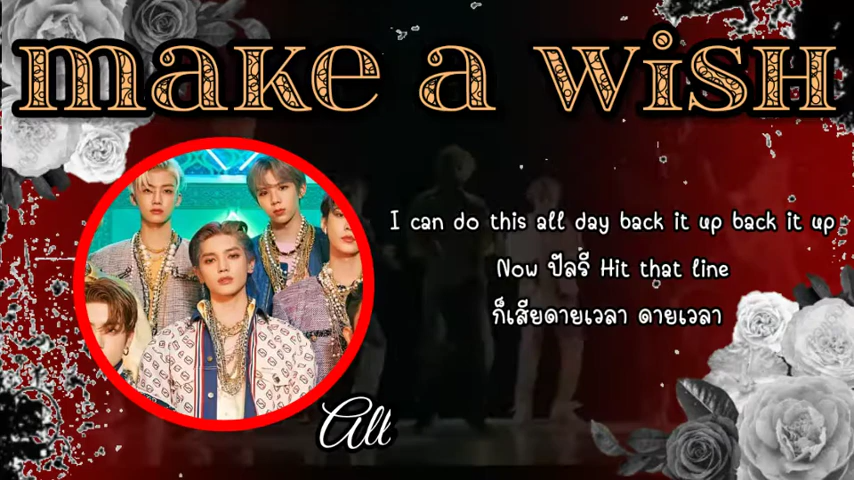 make a wish
I can do this all day back it up back it up
Now ปัลรี Hit that line
ก็เสียดายเวลา ดายเวลา
All